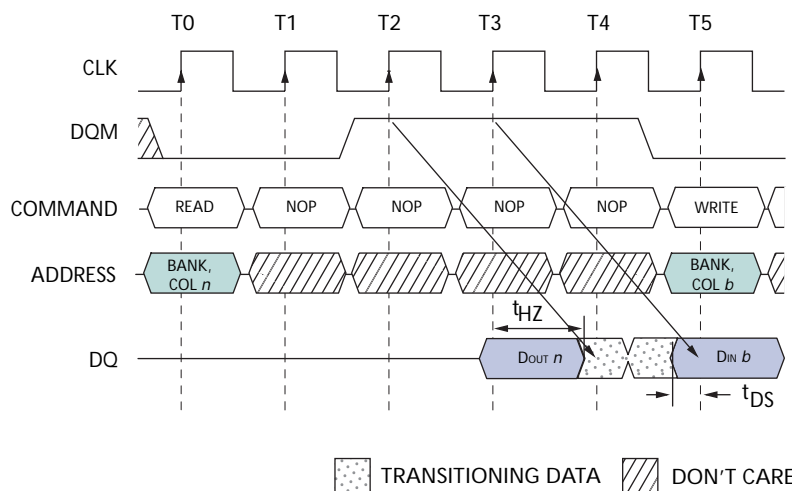 T0 T1 T2 T3 T4 T5
CLK
DQM
COMMAND READ NOP NOP NOP NOP WRITE
ADDRESS BANK, COL n BANK, COL b
tHZ
DQ DOUT n DIN b
tDS
TRANSITIONING DATA DON'T CARE